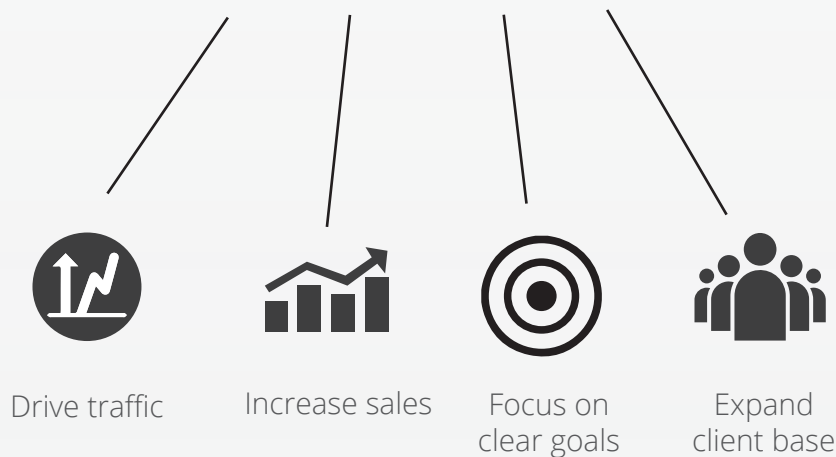 Drive traffic
Increase sales
Focus on
clear goals
Expand
client base